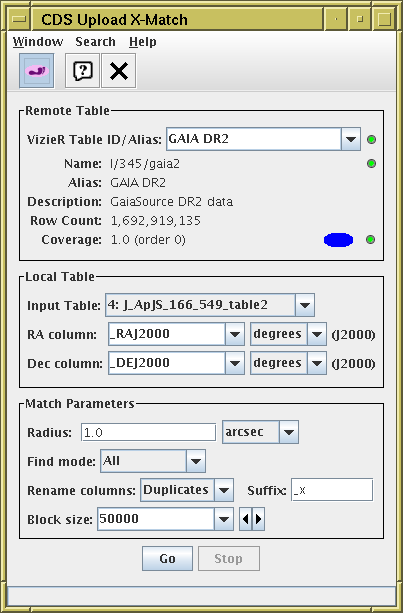 CDS Upload X-Match
Window Search Help
Remote Table
VizieR Table ID/Alias: GAIA DR2
Name: I/345/gaia2
Alias: GAIA DR2
Description: GaiaSource DR2 data
Row Count: 1,692,919,135
Coverage: 1.0 (order 0)
Local Table
Input Table: 4: J_ApJS_166_549_table2
RA column: _RAJ2000 degrees (J2000)
Dec column: _DEJ2000 degrees (J2000)
Match Parameters
Radius: 1.0 arcsec
Find mode: All
Rename columns: Duplicates Suffix: _x
Block size: 50000
Go Stop